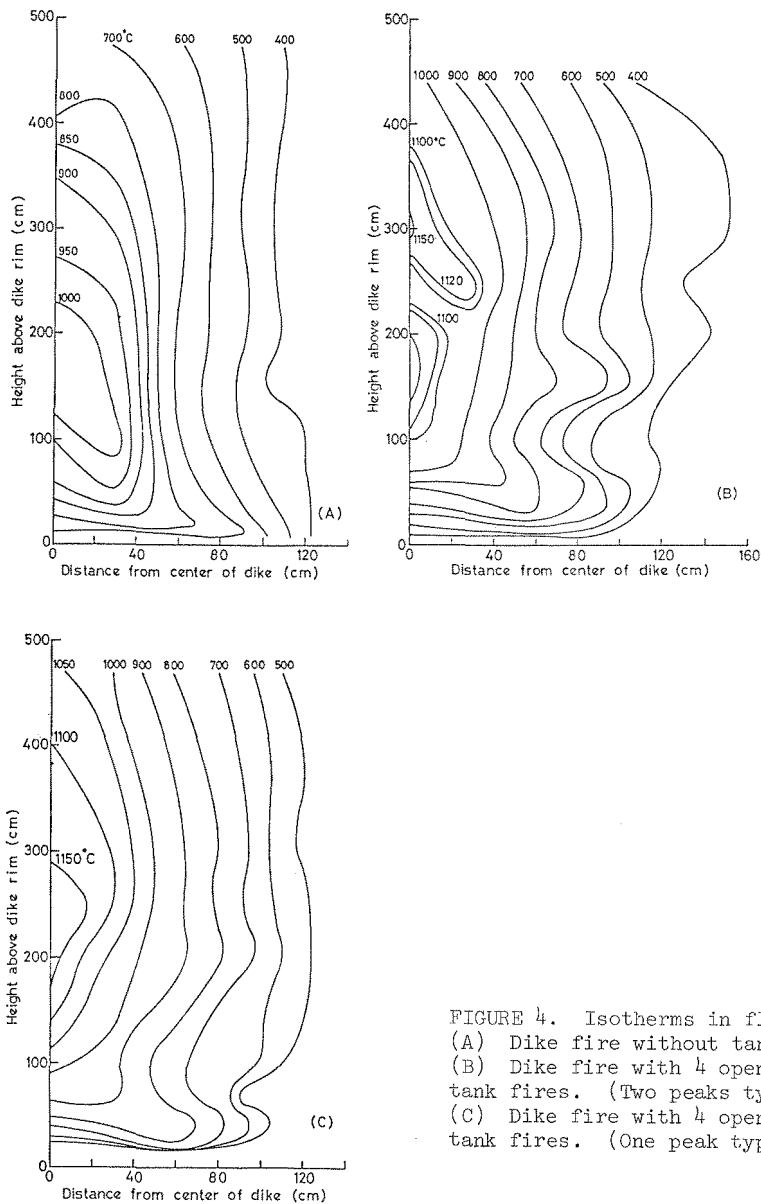 500
700°C 600 500 400
800
400
850
900
300
950
1000
200
100
0
0 40 80 120
(A)
Height above dike rim (cm)
Distance from center of dike (cm)
500
1000 900 800 700 600 500 400
400
1100°C
300
1150
1120
1100
200
100
0
0 40 80 120 160
(B)
Height above dike rim (cm)
Distance from center of dike (cm)
500
1050 1000 900 800 700 600 500
400
1100
300
1150°C
200
100
0
0 40 80 120
(C)
Height above dike rim (cm)
Distance from center of dike (cm)
FIGURE 4. Isotherms in fl
(A) Dike fire without tan
(B) Dike fire with 4 oper
tank fires. (Two peaks ty
(C) Dike fire with 4 oper
tank fires. (One peak typ